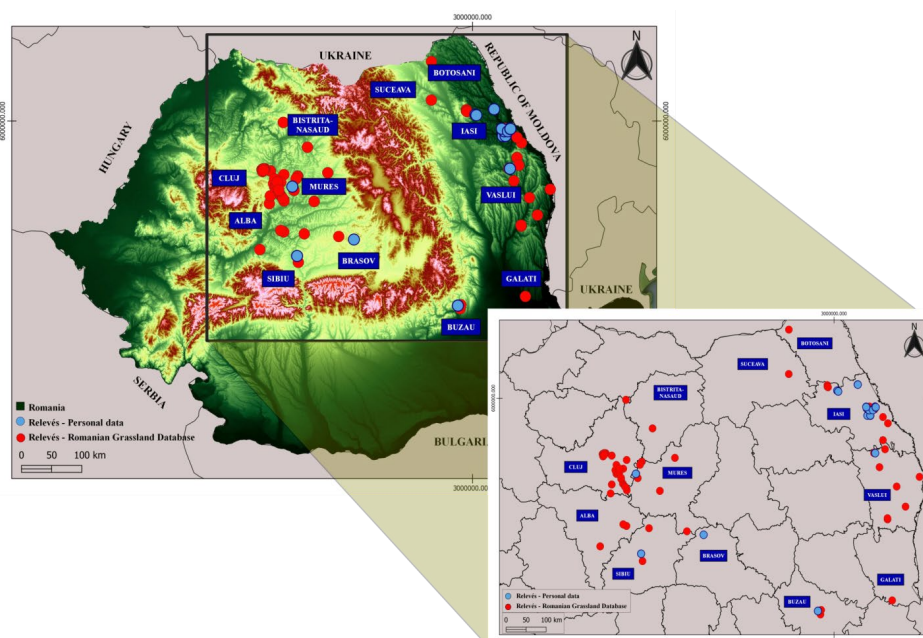 3000000.000
UKRAINE
REPUBLIC OF MOLDOVA
N
BOTOSANI
SUCEAVA
6000000.000
6000000.000
BISTRITA-
NASAUD
IASI
HUNGARY
CLUJ
MURES
VASLUI
ALBA
BRASOV
SIBIU
GALATI
UKRAINE
BUZAU
SERBIA
Romania
Relevés - Personal data
Relevés - Romanian Grassland Database
0 50 100 km
BULGARI
3000000.000
3000000.000
N
BOTOSANI
SUCEAVA
BISTRITA-
NASAUD
6000000.000
IASI
CLUJ
MURES
VASLUI
ALBA
BRASOV
SIBIU
GALATI
BUZAU
Relevés - Personal data
Relevés - Romanian Grassland Database
0 50 100 km